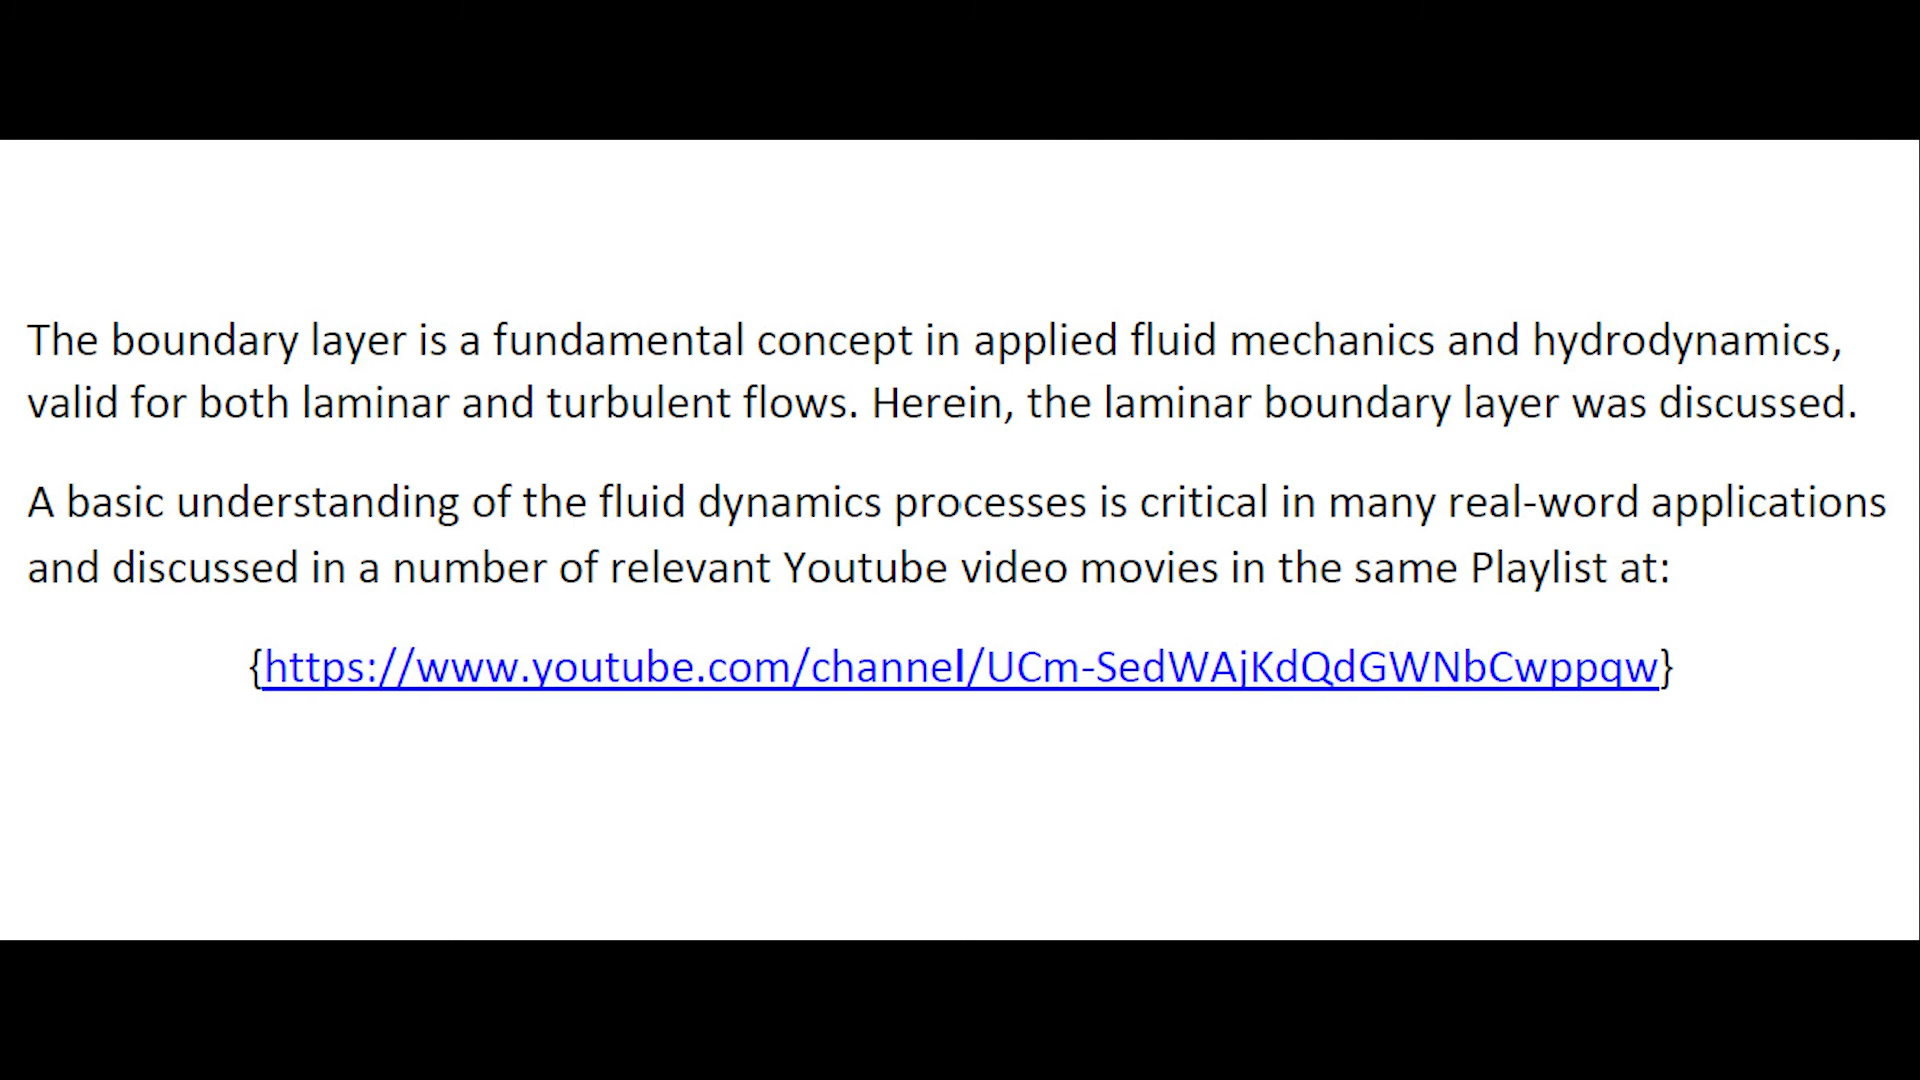 The boundary layer is a fundamental concept in applied fluid mechanics and hydrodynamics,
valid for both laminar and turbulent flows. Herein, the laminar boundary layer was discussed.
A basic understanding of the fluid dynamics processes is critical in many real-word applications
and discussed in a number of relevant Youtube video movies in the same Playlist at:
{https://www.youtube.com/channel/UCm-SedWAjKdQdGWNbCwppqw}